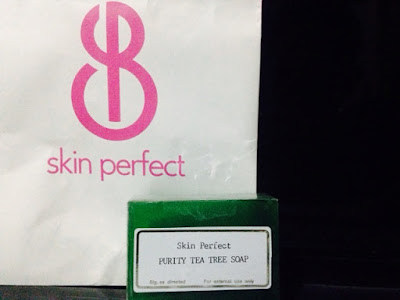 skin perfect
Skin Perfect
PURITY TEA TREE SOAP
For external use only